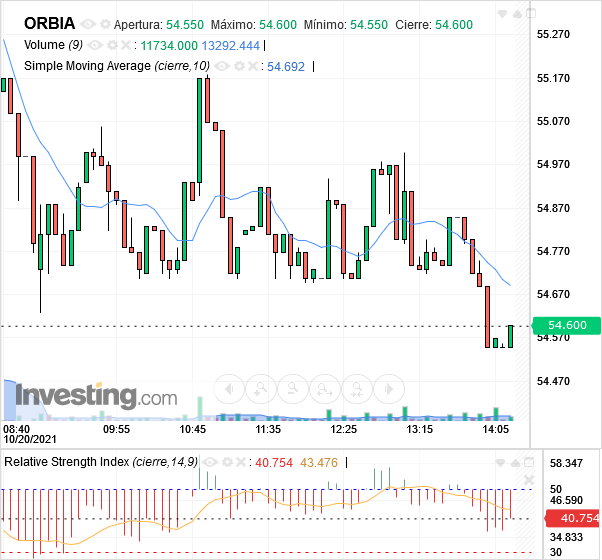 ORBIA Apertura: 54.550 Máximo: 54.600 Mínimo: 54.550 Cierre: 54.600
Volume (9) : 11734.000 13292.444
Simple Moving Average (cierre,10) : 54.692
55.270
55.170
55.070
54.970
54.870
54.770
54.670
54.600
54.570
54.470
Investing.com
08:40 09:55 10:45 11:35 12:25 13:15 14:05
10/20/2021
Relative Strength Index (cierre,14,9) : 40.754 43.476
58.347
50
46.590
40.754
34.833
30